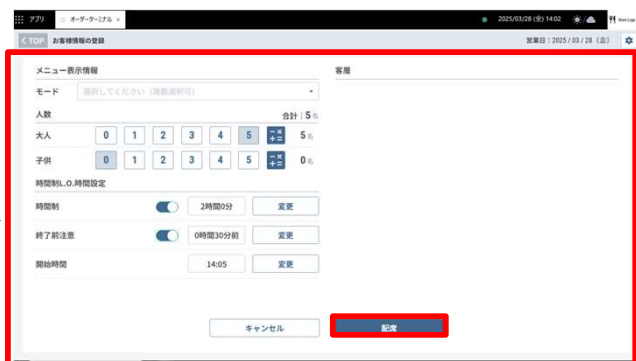 アプリ オーダーターミナル × 2025/03/28 (金) 14:02
< TOP お客様情報の登録 営業日：2025 / 03 / 28 （金）
メニュー表示情報 客層
モード 選択してください（複数選択可）
人数 合計 | 5 名
大人 0 1 2 3 4 5 5 名
子供 0 1 2 3 4 5 0 名
時間制L.O.時間設定
時間制 2時間0分 変更
終了前注意 0時間30分前 変更
開始時間 14:05 変更
キャンセル 配席